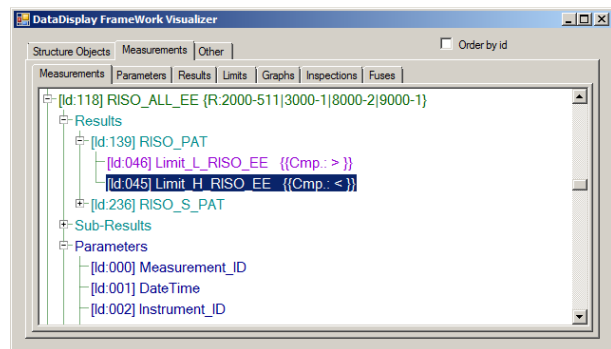 DataDisplay FrameWork Visualizer
Structure Objects Measurements Other Order by id
Measurements Parameters Results Limits Graphs Inspections Fuses
[Id:118] RISO_ALL_EE {R:2000-511|3000-1|8000-2|9000-1}
Results
[Id:139] RISO_PAT
[Id:046] Limit_L_RISO_EE {{Cmp.: > }}
[Id:045] Limit_H_RISO_EE {{Cmp.: < }}
[Id:236] RISO_S_PAT
Sub-Results
Parameters
[Id:000] Measurement_ID
[Id:001] DateTime
[Id:002] Instrument_ID